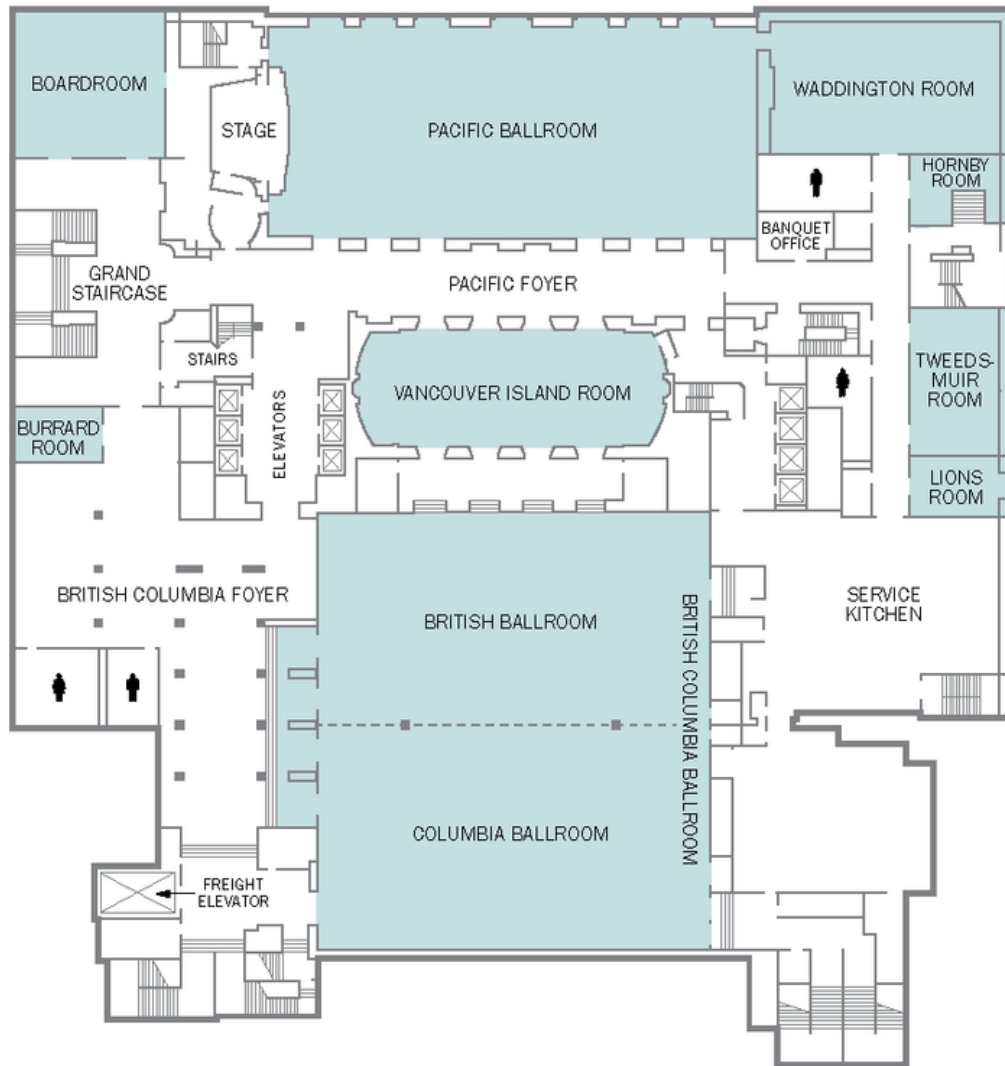 BOARDROOM
STAGE
PACIFIC BALLROOM
WADDINGTON ROOM
HORNBY
ROOM
BANQUET
OFFICE
GRAND
STAIRCASE
PACIFIC FOYER
STAIRS
ELEVATORS
VANCOUVER ISLAND ROOM
TWEEDS-
MUIR
ROOM
BURRARD
ROOM
LIONS
ROOM
BRITISH COLUMBIA FOYER
BRITISH BALLROOM
BRITISH COLUMBIA BALLROOM
SERVICE
KITCHEN
COLUMBIA BALLROOM
FREIGHT
ELEVATOR